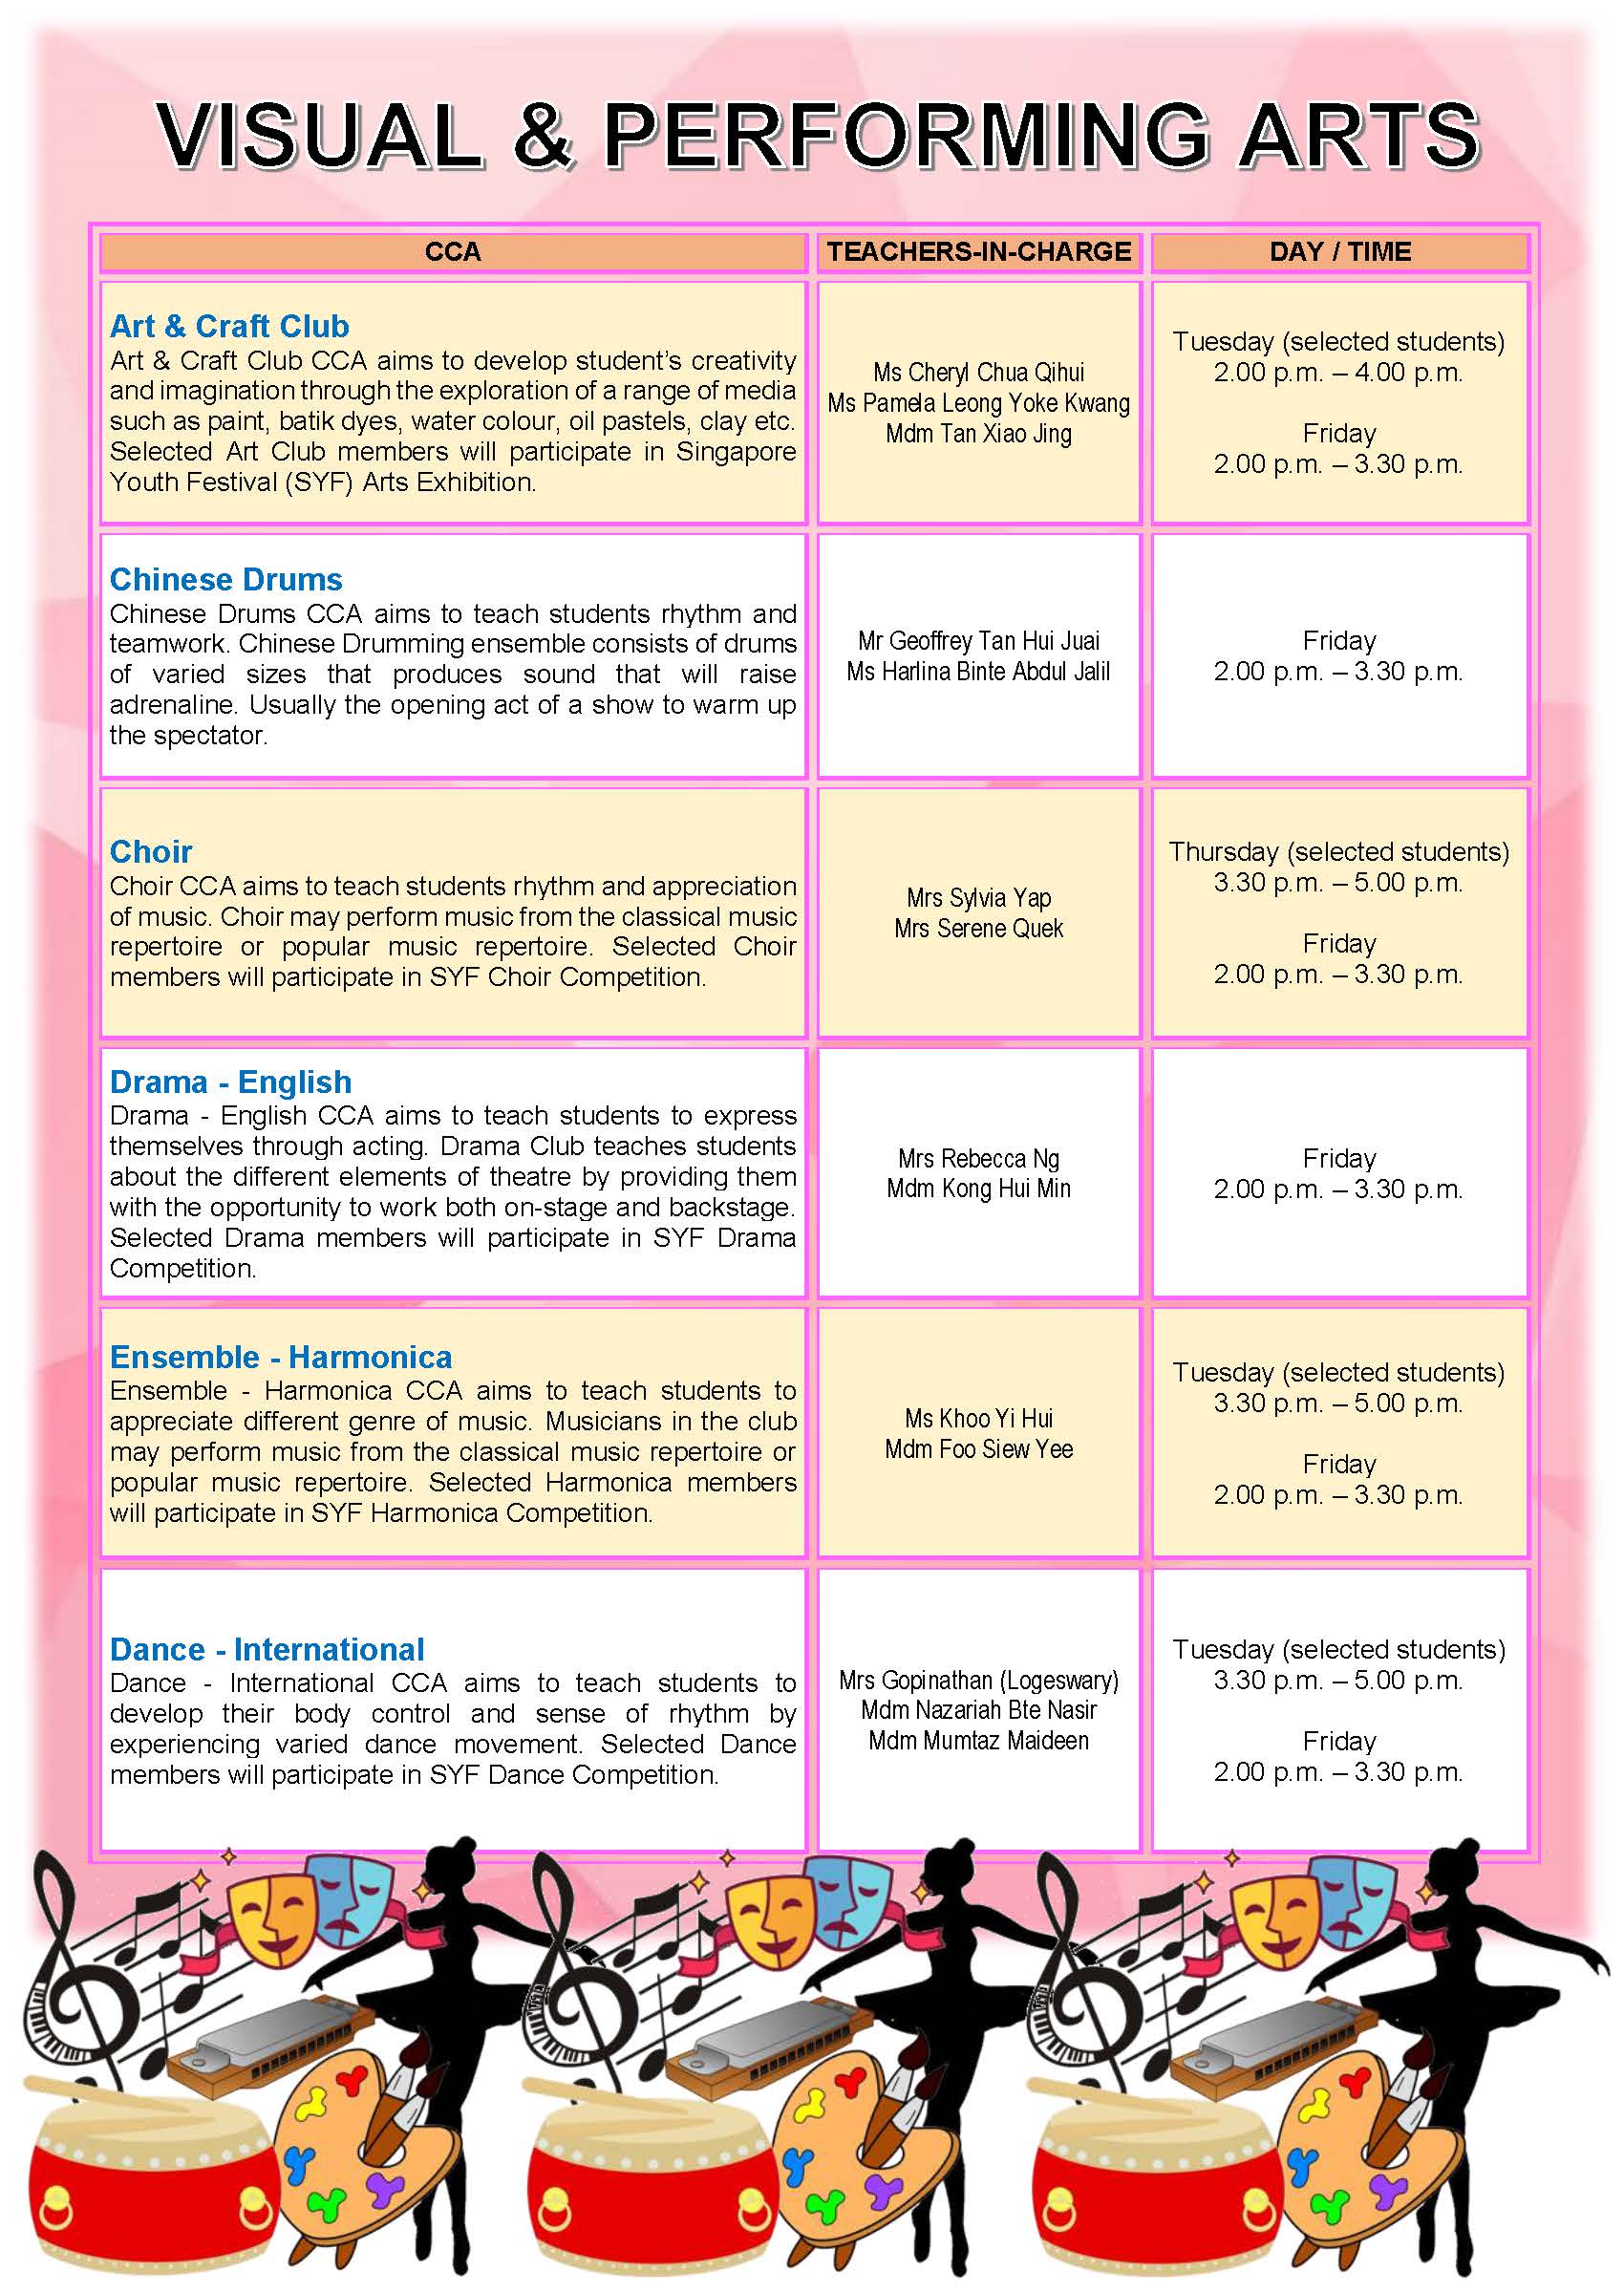 VISUAL & PERFORMING ARTS
CCA
TEACHERS-IN-CHARGE
DAY / TIME
Art & Craft Club
Art & Craft Club CCA aims to develop student's creativity
and imagination through the exploration of a range of media
such as paint, batik dyes, water colour, oil pastels, clay etc.
Selected Art Club members will participate in Singapore
Youth Festival (SYF) Arts Exhibition.
Ms Cheryl Chua Qihui
Ms Pamela Leong Yoke Kwang
Mdm Tan Xiao Jing
Tuesday (selected students)
2.00 p.m. – 4.00 p.m.
Friday
2.00 p.m. – 3.30 p.m.
Chinese Drums
Chinese Drums CCA aims to teach students rhythm and
teamwork. Chinese Drumming ensemble consists of drums
of varied sizes that produces sound that will raise
adrenaline. Usually the opening act of a show to warm up
the spectator.
Mr Geoffrey Tan Hui Juai
Ms Harlina Binte Abdul Jalil
Friday
2.00 p.m. – 3.30 p.m.
Choir
Choir CCA aims to teach students rhythm and appreciation
of music. Choir may perform music from the classical music
repertoire or popular music repertoire. Selected Choir
members will participate in SYF Choir Competition.
Mrs Sylvia Yap
Mrs Serene Quek
Thursday (selected students)
3.30 p.m. – 5.00 p.m.
Friday
2.00 p.m. – 3.30 p.m.
Drama - English
Drama - English CCA aims to teach students to express
themselves through acting. Drama Club teaches students
about the different elements of theatre by providing them
with the opportunity to work both on-stage and backstage.
Selected Drama members will participate in SYF Drama
Competition.
Mrs Rebecca Ng
Mdm Kong Hui Min
Friday
2.00 p.m. – 3.30 p.m.
Ensemble - Harmonica
Ensemble - Harmonica CCA aims to teach students to
appreciate different genre of music. Musicians in the club
may perform music from the classical music repertoire or
popular music repertoire. Selected Harmonica members
will participate in SYF Harmonica Competition.
Ms Khoo Yi Hui
Mdm Foo Siew Yee
Tuesday (selected students)
3.30 p.m. – 5.00 p.m.
Friday
2.00 p.m. – 3.30 p.m.
Dance - International
Dance - International CCA aims to teach students to
develop their body control and sense of rhythm by
experiencing varied dance movement. Selected Dance
members will participate in SYF Dance Competition.
Mrs Gopinathan (Logeswary)
Mdm Nazariah Bte Nasir
Mdm Mumtaz Maideen
Tuesday (selected students)
3.30 p.m. – 5.00 p.m.
Friday
2.00 p.m. – 3.30 p.m.